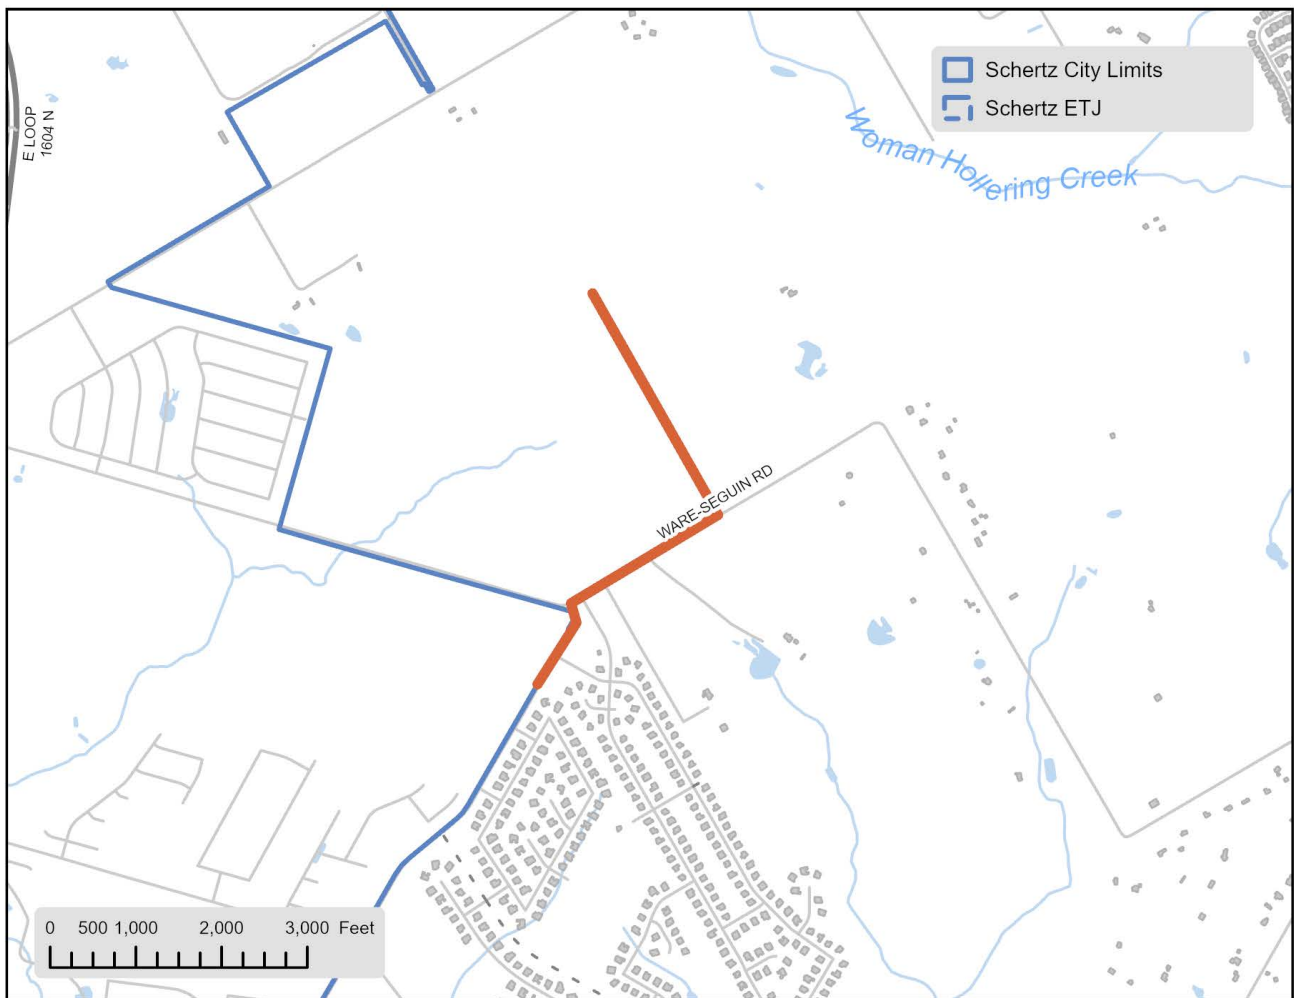 Schertz City Limits
Schertz ETJ
E LOOP
1604 N
Woman Hollering Creek
WARE-SEGUIN RD
0 500 1,000 2,000 3,000 Feet